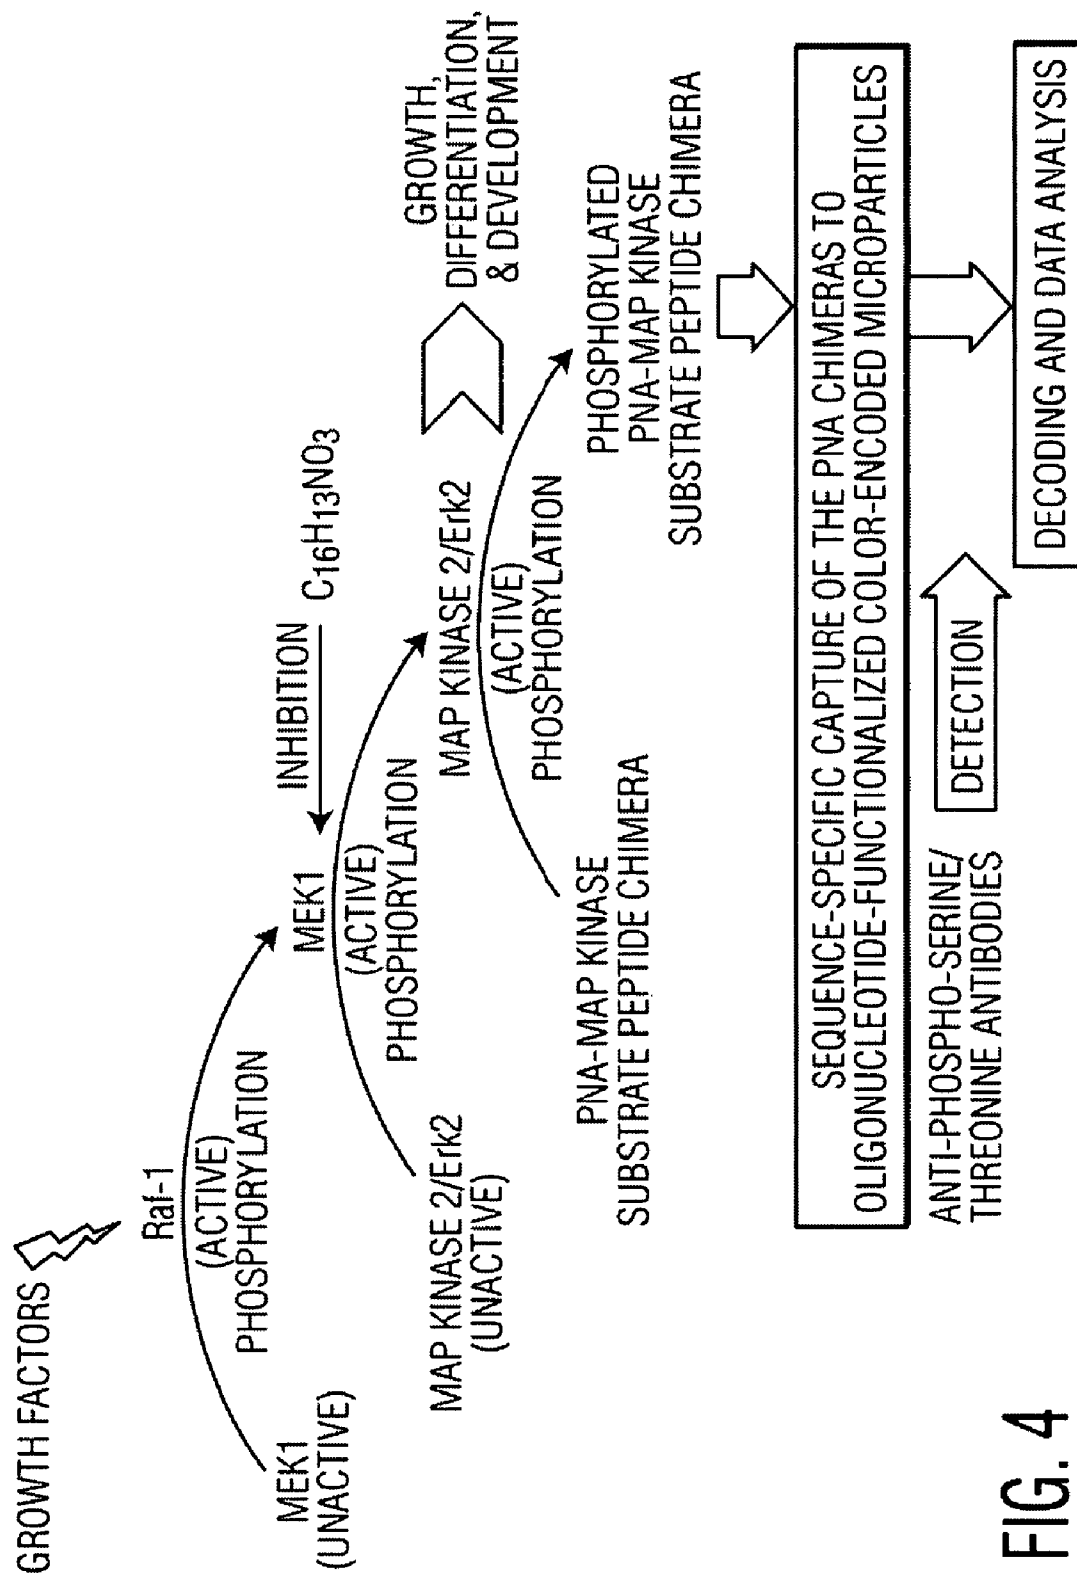 GROWTH FACTORS
Raf-1
(ACTIVE)
PHOSPHORYLATION
MEK1
(UNACTIVE)
INHIBITION
C16H13NO3
MEK1
(ACTIVE)
PHOSPHORYLATION
MAP KINASE 2/Erk2
(UNACTIVE)
GROWTH,
DIFFERENTIATION,
& DEVELOPMENT
MAP KINASE 2/Erk2
(ACTIVE)
PHOSPHORYLATION
PNA-MAP KINASE
SUBSTRATE PEPTIDE CHIMERA
PHOSPHORYLATED
PNA-MAP KINASE
SUBSTRATE PEPTIDE CHIMERA
SEQUENCE-SPECIFIC CAPTURE OF THE PNA CHIMERAS TO
OLIGONUCLEOTIDE-FUNCTIONALIZED COLOR-ENCODED MICROPARTICLES
ANTI-PHOSPHO-SERINE/
THREONINE ANTIBODIES
DETECTION
DECODING AND DATA ANALYSIS
FIG. 4